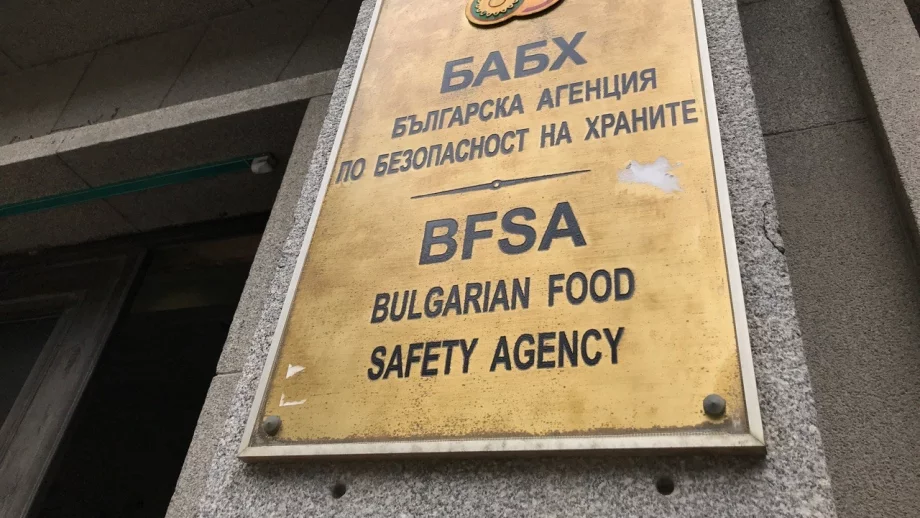 БАБХ
БЪЛГАРСКА АГЕНЦИЯ
ПО БЕЗОПАСНОСТ НА ХРАНИТЕ
BFSA
BULGARIAN FOOD
SAFETY AGENCY